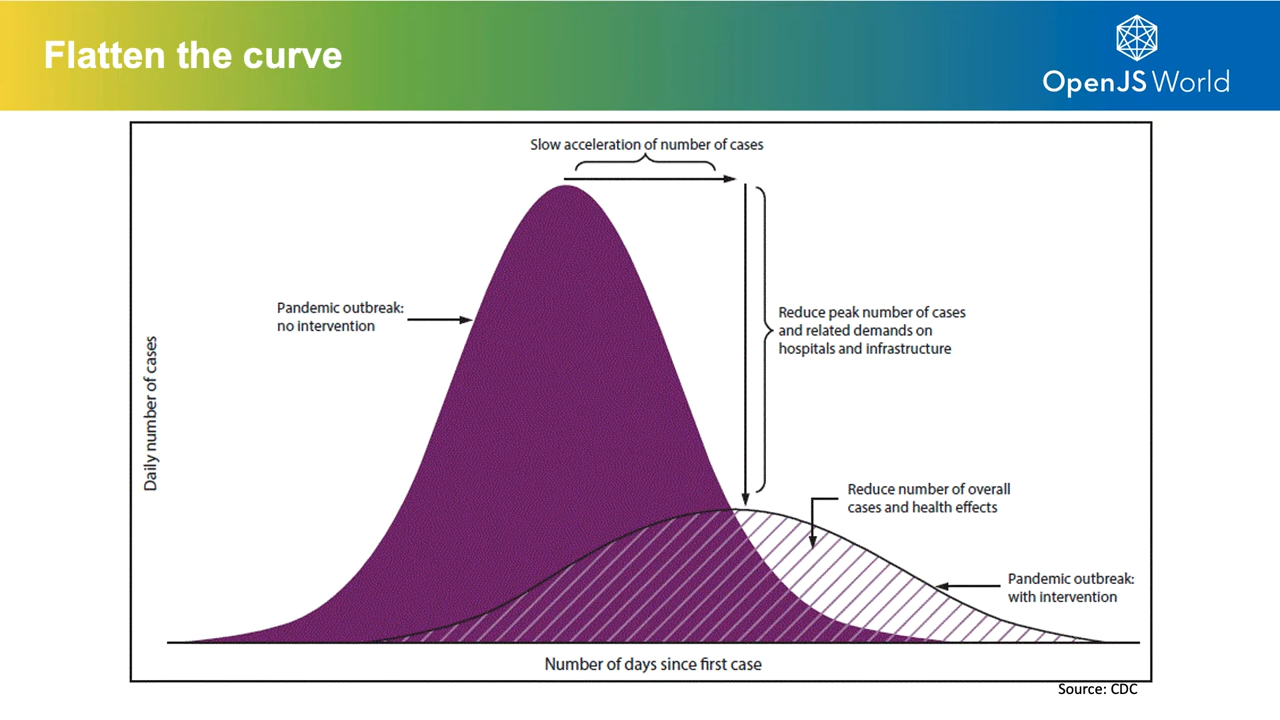 Flatten the curve
OpenJS World
Slow acceleration of number of cases
Pandemic outbreak:
no intervention
Reduce peak number of cases
and related demands on
hospitals and infrastructure
Daily number of cases
Reduce number of overall
cases and health effects
Pandemic outbreak:
with intervention
Number of days since first case
Source: CDC